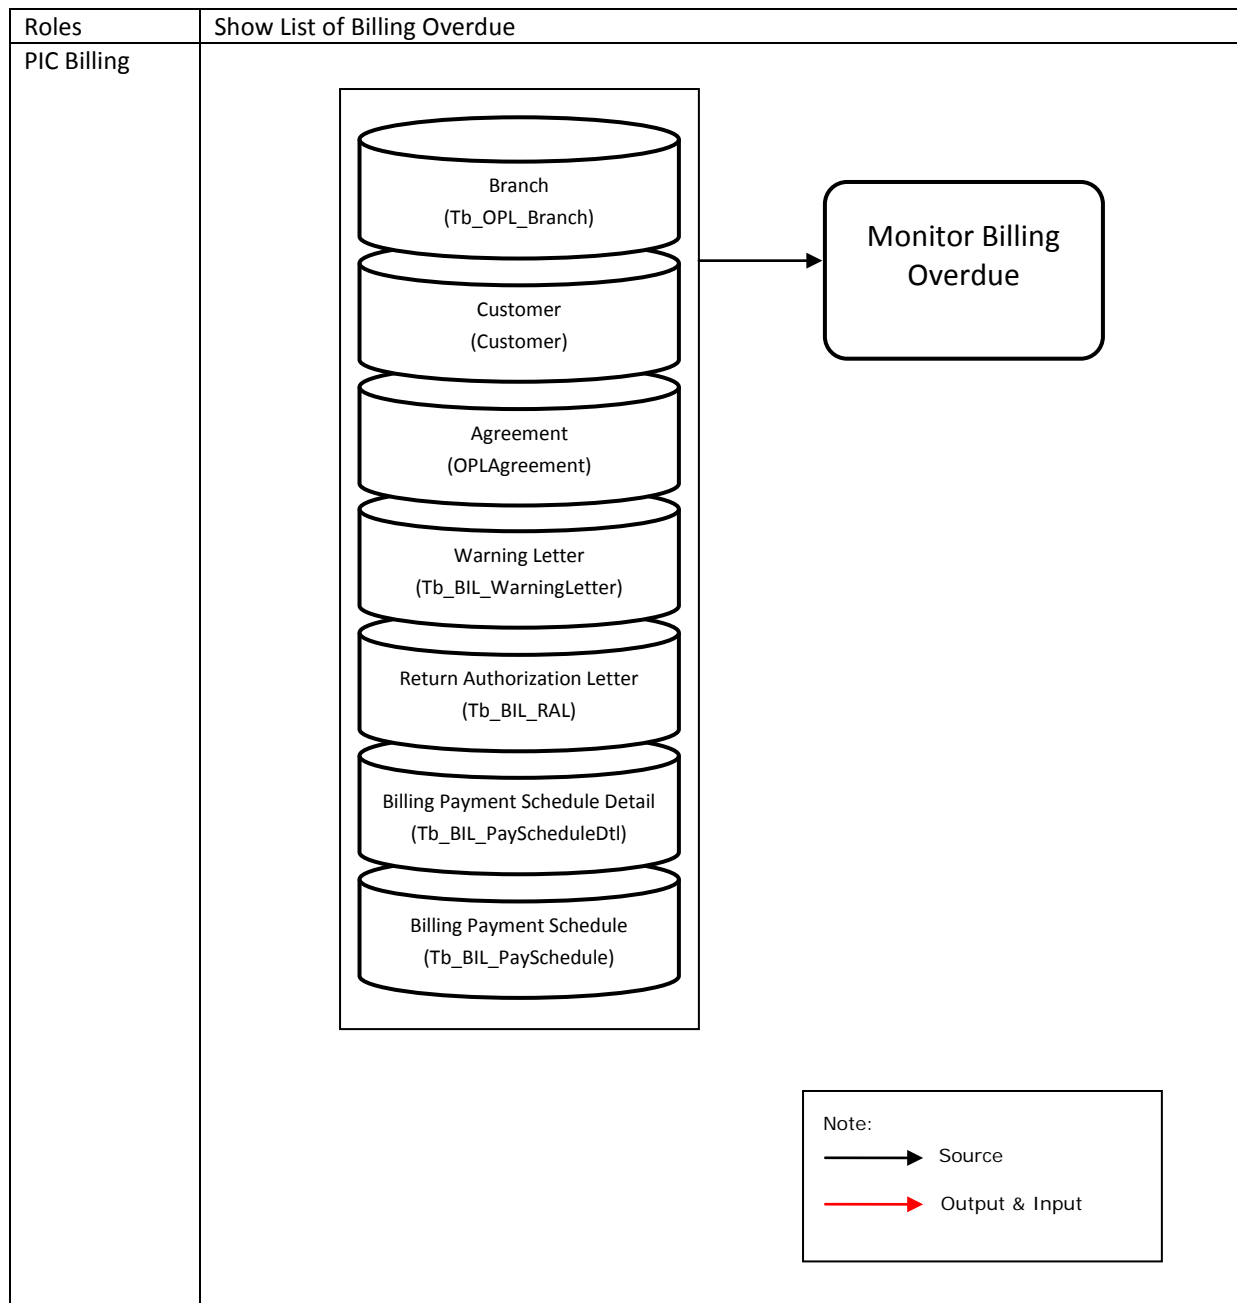 Roles
Show List of Billing Overdue
PIC Billing
Branch
(Tb_OPL_Branch)
Customer
(Customer)
Agreement
(OPLAgreement)
Warning Letter
(Tb_BIL_WarningLetter)
Return Authorization Letter
(Tb_BIL_RAL)
Billing Payment Schedule Detail
(Tb_BIL_PayScheduleDtl)
Billing Payment Schedule
(Tb_BIL_PaySchedule)
Monitor Billing
Overdue
Note:
Source
Output & Input